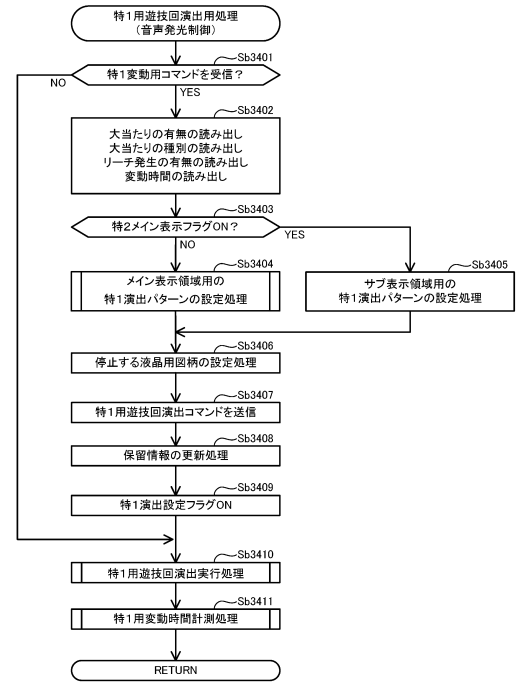 特1用遊技回演出用処理
(音声発光制御)
Sb3401
特1変動用コマンドを受信？
NO
YES
Sb3402
大当たりの有無の読み出し
大当たりの種別の読み出し
リーチ発生の有無の読み出し
変動時間の読み出し
Sb3403
特2メイン表示フラグON？
YES
NO
Sb3404
メイン表示領域用の
特1演出パターンの設定処理
Sb3405
サブ表示領域用の
特1演出パターンの設定処理
Sb3406
停止する液晶用図柄の設定処理
Sb3407
特1用遊技回演出コマンドを送信
Sb3408
保留情報の更新処理
Sb3409
特1演出設定フラグON
Sb3410
特1用遊技回演出実行処理
Sb3411
特1用変動時間計測処理
RETURN